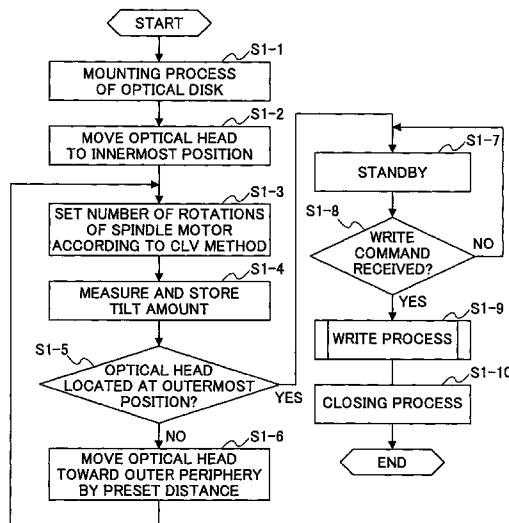 START
S1-1
MOUNTING PROCESS
OF OPTICAL DISK
S1-2
MOVE OPTICAL HEAD
TO INNERMOST POSITION
S1-3
SET NUMBER OF ROTATIONS
OF SPINDLE MOTOR
ACCORDING TO CLV METHOD
S1-4
MEASURE AND STORE
TILT AMOUNT
S1-5
OPTICAL HEAD
LOCATED AT OUTERMOST
POSITION?
YES
NO
S1-6
MOVE OPTICAL HEAD
TOWARD OUTER PERIPHERY
BY PRESET DISTANCE
S1-7
STANDBY
S1-8
WRITE
COMMAND
RECEIVED?
NO
YES
S1-9
WRITE PROCESS
S1-10
CLOSING PROCESS
END